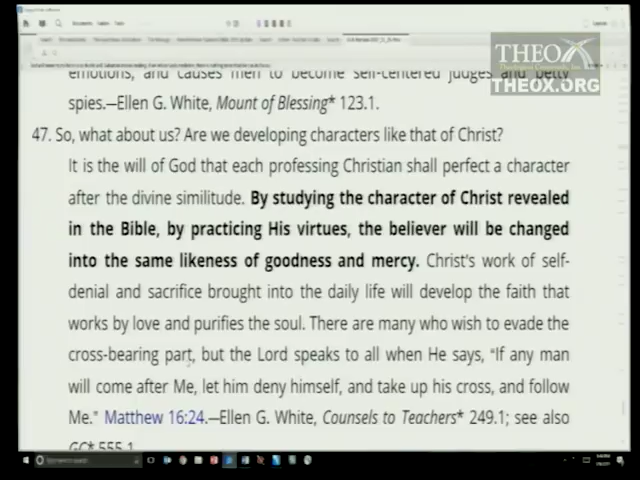 THEOX
THEOX.ORG
emotions, and causes men to become self-centered judges and petty
spies.—Ellen G. White, Mount of Blessing* 123.1.
47. So, what about us? Are we developing characters like that of Christ?
It is the will of God that each professing Christian shall perfect a character
after the divine similitude. By studying the character of Christ revealed
in the Bible, by practicing His virtues, the believer will be changed
into the same likeness of goodness and mercy. Christ's work of self-
denial and sacrifice brought into the daily life will develop the faith that
works by love and purifies the soul. There are many who wish to evade the
cross-bearing part, but the Lord speaks to all when He says, "If any man
will come after Me, let him deny himself, and take up his cross, and follow
Me." Matthew 16:24.—Ellen G. White, Counsels to Teachers* 249.1; see also
GC* 555.1